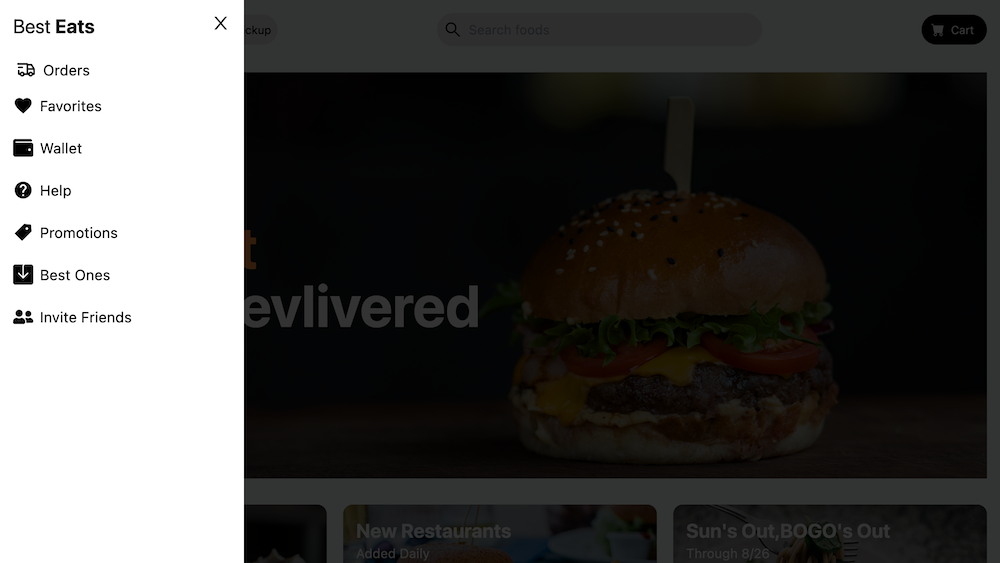 Best Eats
Orders
Favorites
Wallet
Help
Promotions
Best Ones
Invite Friends
ckup
Search foods
Cart
t
evlivered
New Restaurants
Added Daily
Sun's Out,BOGO's Out
Through 8/26